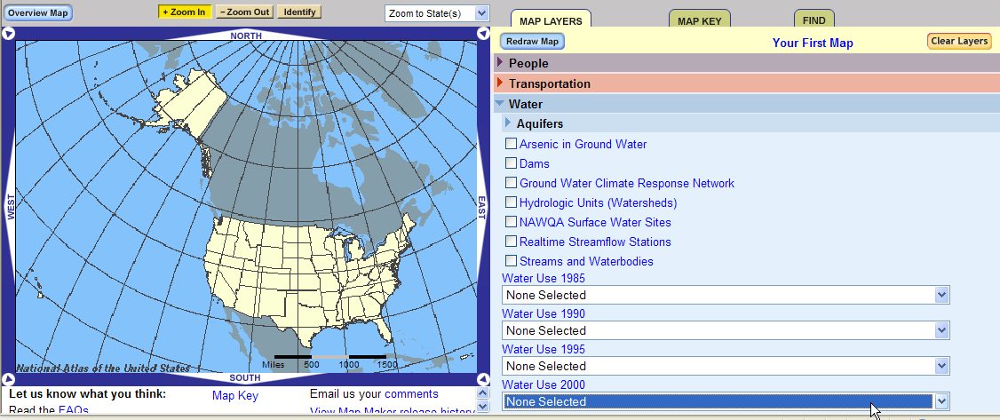 Overview Map
+ Zoom In
− Zoom Out
Identify
Zoom to State(s)
NORTH
WEST
EAST
SOUTH
Miles 500 1000 1500
National Atlas of the United States
Let us know what you think:
Map Key
Email us your comments
Read the FAQs
View Map Maker release history
MAP LAYERS
MAP KEY
FIND
Redraw Map
Your First Map
Clear Layers
People
Transportation
Water
Aquifers
Arsenic in Ground Water
Dams
Ground Water Climate Response Network
Hydrologic Units (Watersheds)
NAWQA Surface Water Sites
Realtime Streamflow Stations
Streams and Waterbodies
Water Use 1985
None Selected
Water Use 1990
None Selected
Water Use 1995
None Selected
Water Use 2000
None Selected